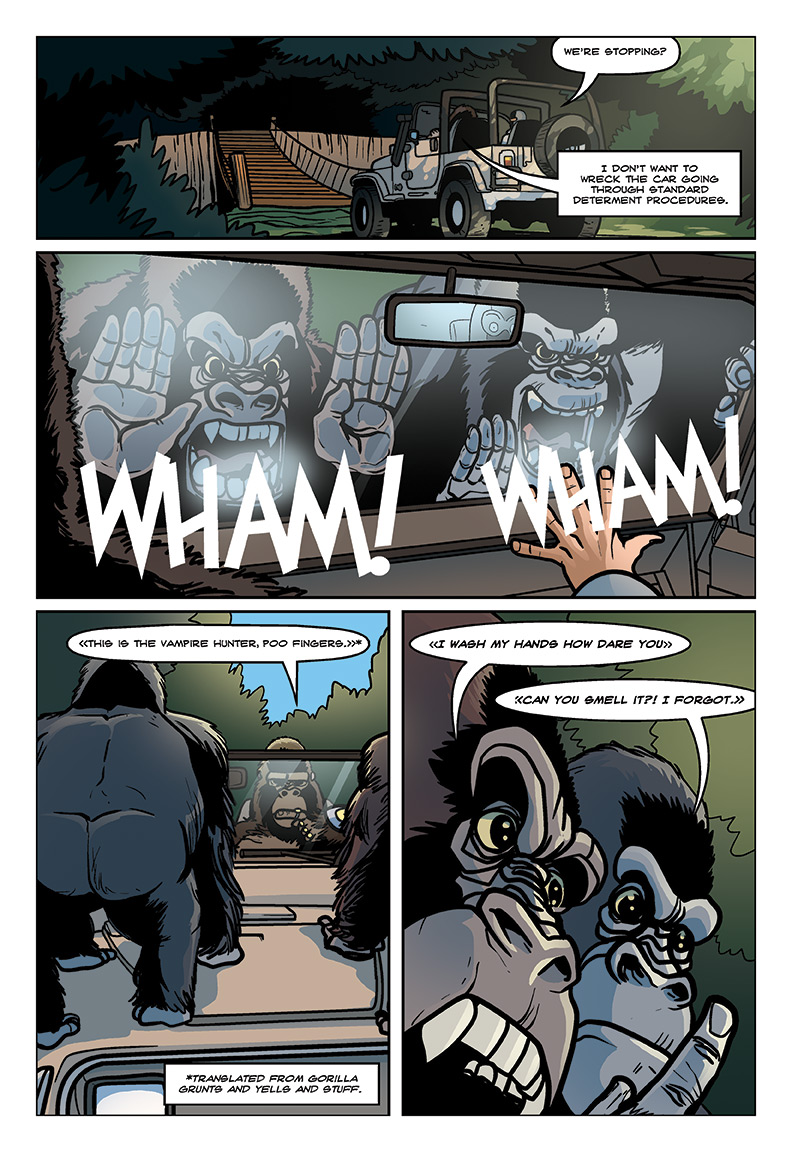 WE'RE STOPPING?
I DON'T WANT TO
WRECK THE CAR GOING
THROUGH STANDARD
DETERMENT PROCEDURES.
WHAM!
WHAM!
«THIS IS THE VAMPIRE HUNTER, POO FINGERS.»*
*TRANSLATED FROM GORILLA
GRUNTS AND YELLS AND STUFF.
«I WASH MY HANDS HOW DARE YOU»
«CAN YOU SMELL IT?! I FORGOT.»